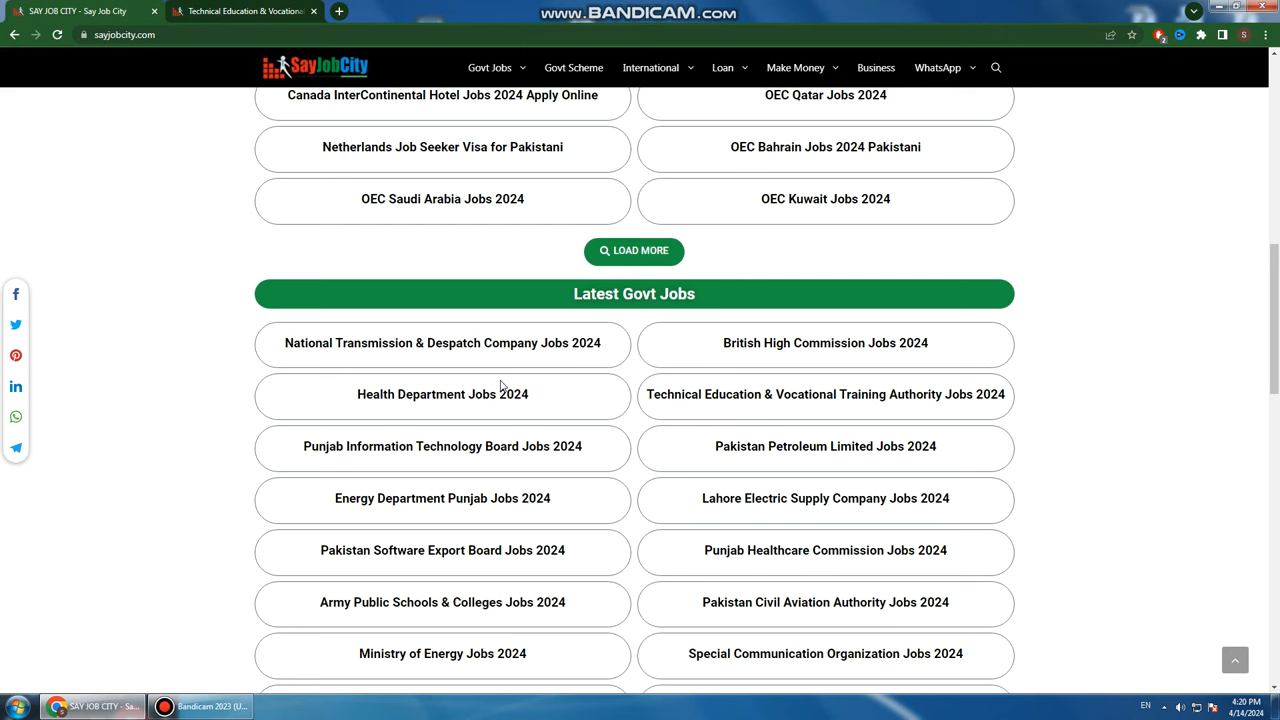 SAY JOB CITY - Say Job City
Technical Education & Vocational
WWW.BANDICAM.COM
sayjobcity.com
2
S
SayJobCity
Govt Jobs
Govt Scheme
International
Loan
Make Money
Business
WhatsApp
Canada InterContinental Hotel Jobs 2024 Apply Online
OEC Qatar Jobs 2024
Netherlands Job Seeker Visa for Pakistani
OEC Bahrain Jobs 2024 Pakistani
OEC Saudi Arabia Jobs 2024
OEC Kuwait Jobs 2024
LOAD MORE
Latest Govt Jobs
National Transmission & Despatch Company Jobs 2024
British High Commission Jobs 2024
Health Department Jobs 2024
Technical Education & Vocational Training Authority Jobs 2024
Punjab Information Technology Board Jobs 2024
Pakistan Petroleum Limited Jobs 2024
Energy Department Punjab Jobs 2024
Lahore Electric Supply Company Jobs 2024
Pakistan Software Export Board Jobs 2024
Punjab Healthcare Commission Jobs 2024
Army Public Schools & Colleges Jobs 2024
Pakistan Civil Aviation Authority Jobs 2024
Ministry of Energy Jobs 2024
Special Communication Organization Jobs 2024
SAY JOB CITY - Sa...
Bandicam 2023 (U...
EN
4:20 PM
4/14/2024